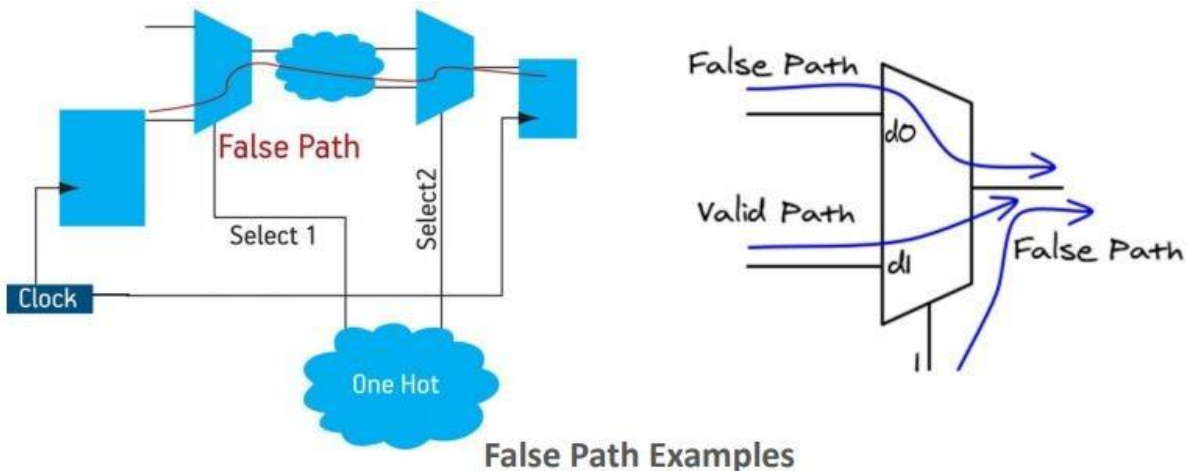 False Path
Select 1
Select2
Clock
One Hot
False Path
d0
Valid Path
d1
False Path
1
False Path Examples